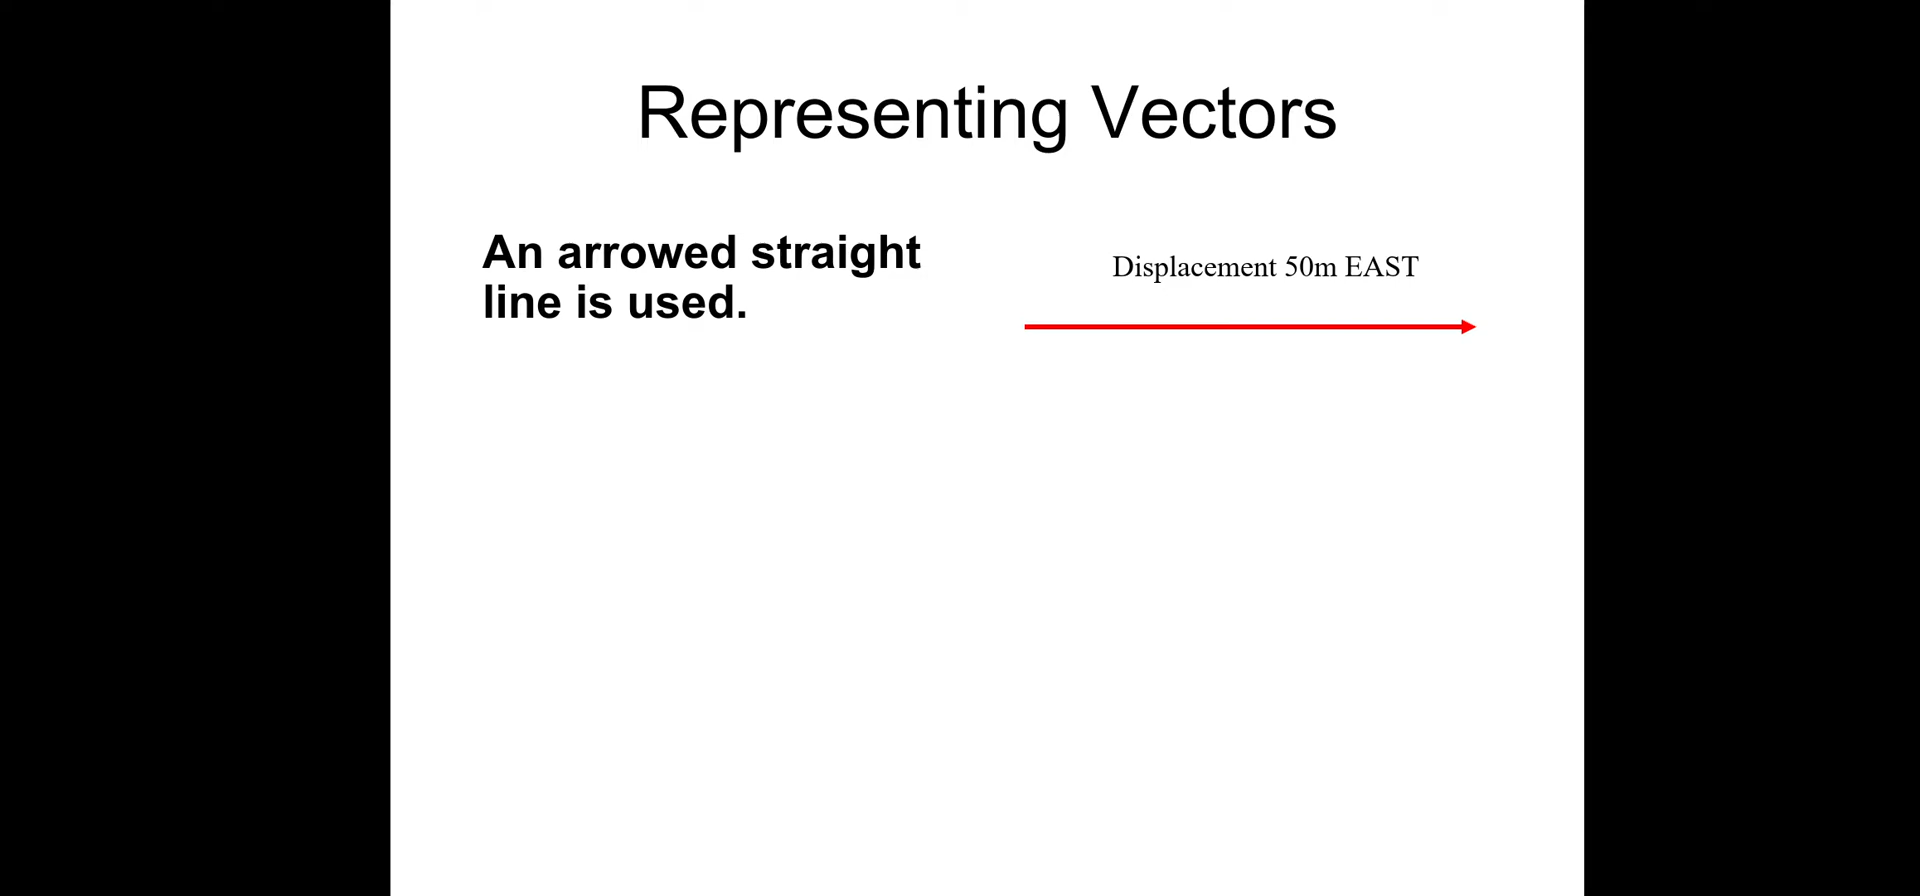 Representing Vectors
An arrowed straight
line is used.
Displacement 50m EAST